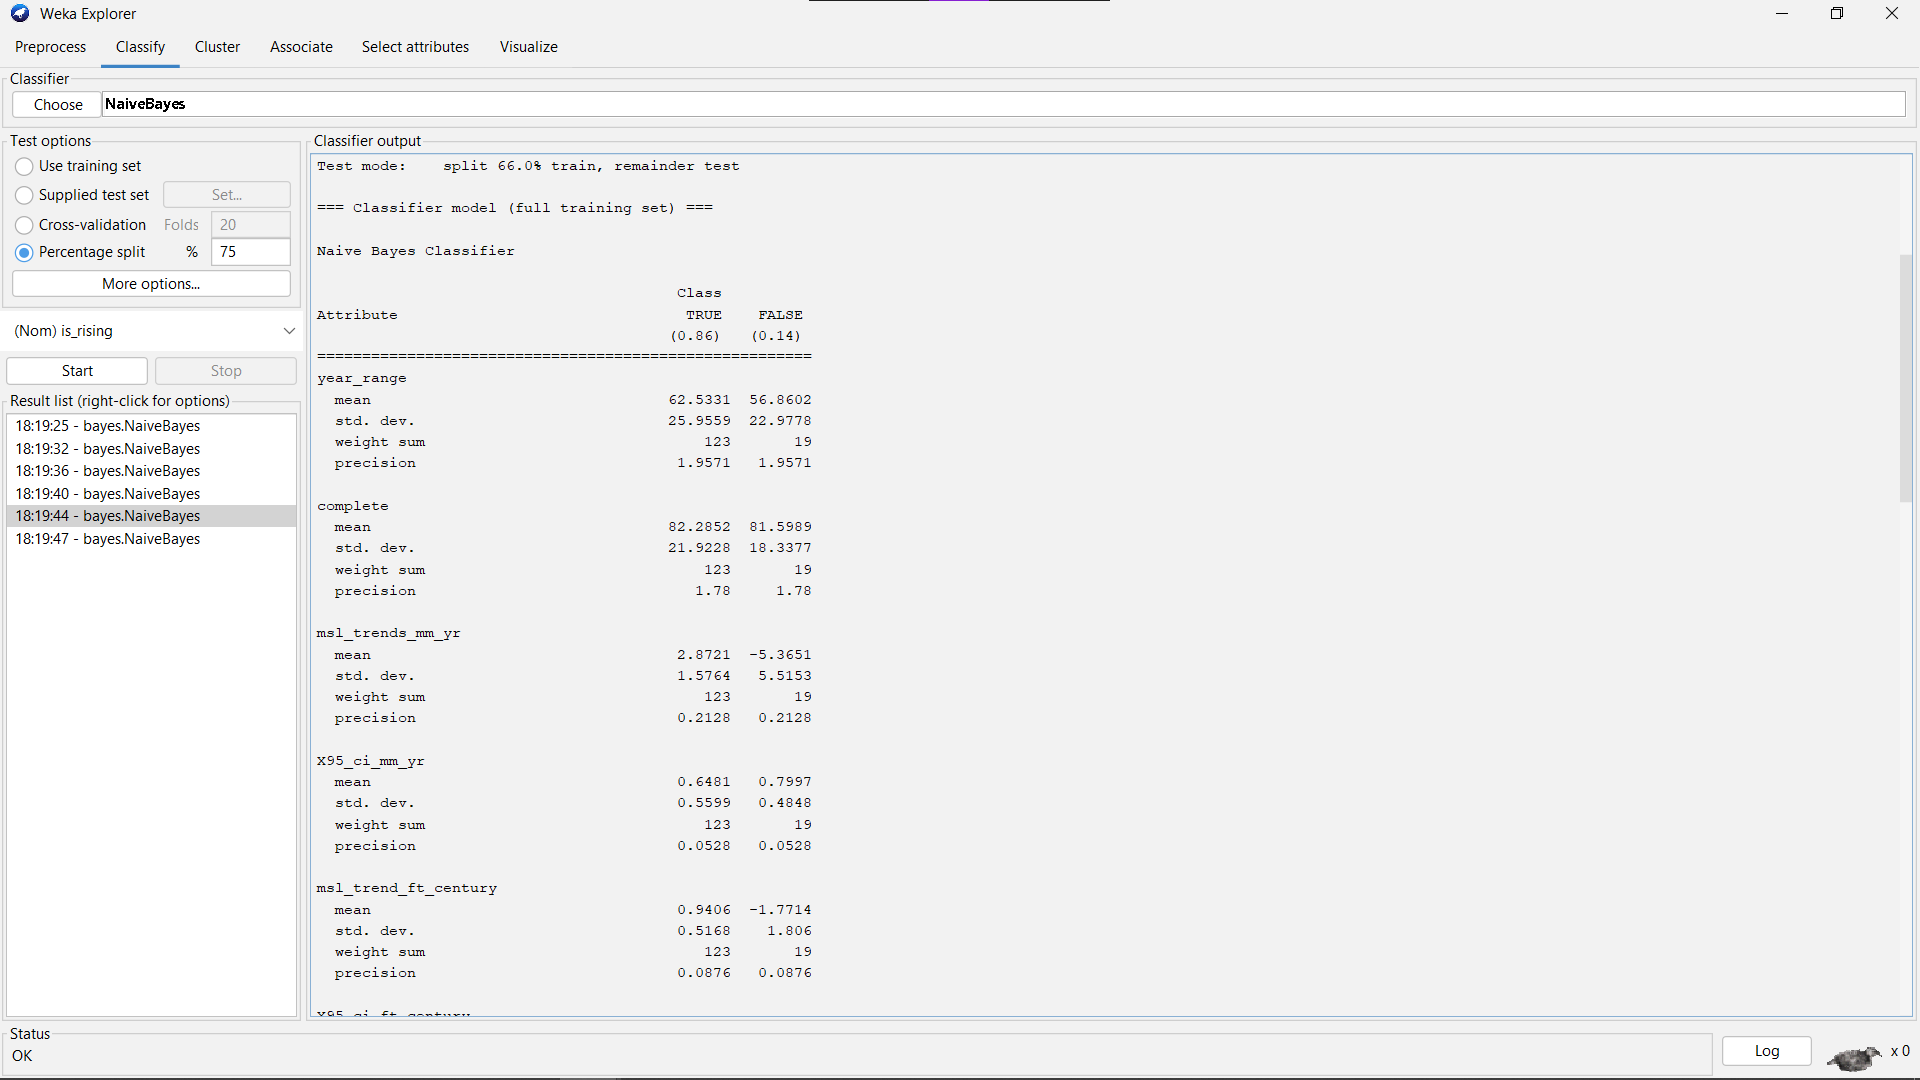 Weka Explorer
Preprocess Classify Cluster Associate Select attributes Visualize
Classifier
Choose NaiveBayes
Test options
Use training set
Supplied test set Set...
Cross-validation Folds 20
Percentage split % 75
More options...
(Nom) is_rising
Start Stop
Result list (right-click for options)
18:19:25 - bayes.NaiveBayes
18:19:32 - bayes.NaiveBayes
18:19:36 - bayes.NaiveBayes
18:19:40 - bayes.NaiveBayes
18:19:44 - bayes.NaiveBayes
18:19:47 - bayes.NaiveBayes
Classifier output
Test mode: split 66.0% train, remainder test
=== Classifier model (full training set) ===
Naive Bayes Classifier
Class
Attribute TRUE FALSE
(0.86) (0.14)
=======================================================
year_range
mean 62.5331 56.8602
std. dev. 25.9559 22.9778
weight sum 123 19
precision 1.9571 1.9571
complete
mean 82.2852 81.5989
std. dev. 21.9228 18.3377
weight sum 123 19
precision 1.78 1.78
msl_trends_mm_yr
mean 2.8721 -5.3651
std. dev. 1.5764 5.5153
weight sum 123 19
precision 0.2128 0.2128
X95_ci_mm_yr
mean 0.6481 0.7997
std. dev. 0.5599 0.4848
weight sum 123 19
precision 0.0528 0.0528
msl_trend_ft_century
mean 0.9406 -1.7714
std. dev. 0.5168 1.806
weight sum 123 19
precision 0.0876 0.0876
X95_ci_ft_century
Status
OK
Log x 0